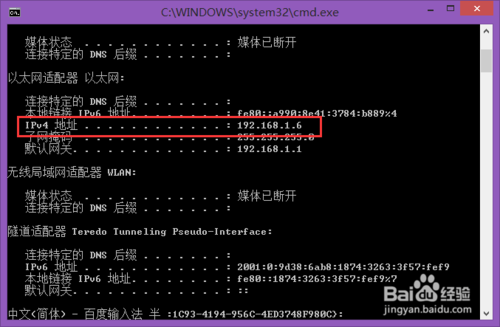 C:\WINDOWS\system32\cmd.exe
媒体状态 . . . . . . . . . . . . : 媒体已断开
连接特定的 DNS 后缀 . . . . . . . :
以太网适配器 以太网:
连接特定的 DNS 后缀 . . . . . . . :
本地链接 IPv6 地址. . . . . . . . : fe80::a990:8e41:3784:b889%4
IPv4 地址 . . . . . . . . . . . . : 192.168.1.6
子网掩码 . . . . . . . . . . . . : 255.255.255.0
默认网关. . . . . . . . . . . . . : 192.168.1.1
无线局域网适配器 WLAN:
媒体状态 . . . . . . . . . . . . : 媒体已断开
连接特定的 DNS 后缀 . . . . . . . :
隧道适配器 Teredo Tunneling Pseudo-Interface:
连接特定的 DNS 后缀 . . . . . . . :
IPv6 地址 . . . . . . . . . . . . : 2001:0:9d38:6ab8:1874:3263:3f57:fef9
本地链接 IPv6 地址. . . . . . . . : fe80::1874:3263:3f57:fef9%7
默认网关. . . . . . . . . . . . . : ::
中文(简体) - 百度输入法 半 :1C93-4194-956C-4ED3748F980C}:
Baidu 经验
jingyan.baidu.com